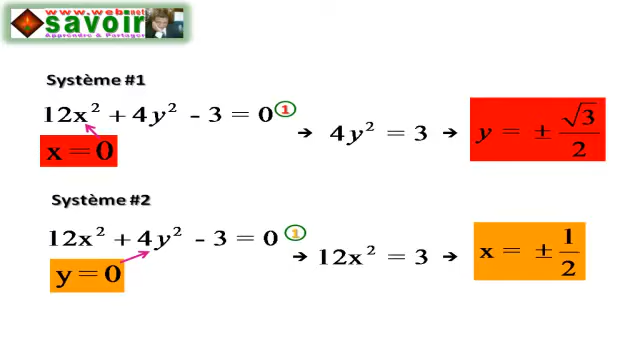 www.webnet
savoir
Apprendre & Partager
Système #1
12x² + 4y² - 3 = 0 ①
x = 0
➔ 4y² = 3 ➔ y = ± √3/2
Système #2
12x² + 4y² - 3 = 0 ①
y = 0
➔ 12x² = 3 ➔ x = ± 1/2